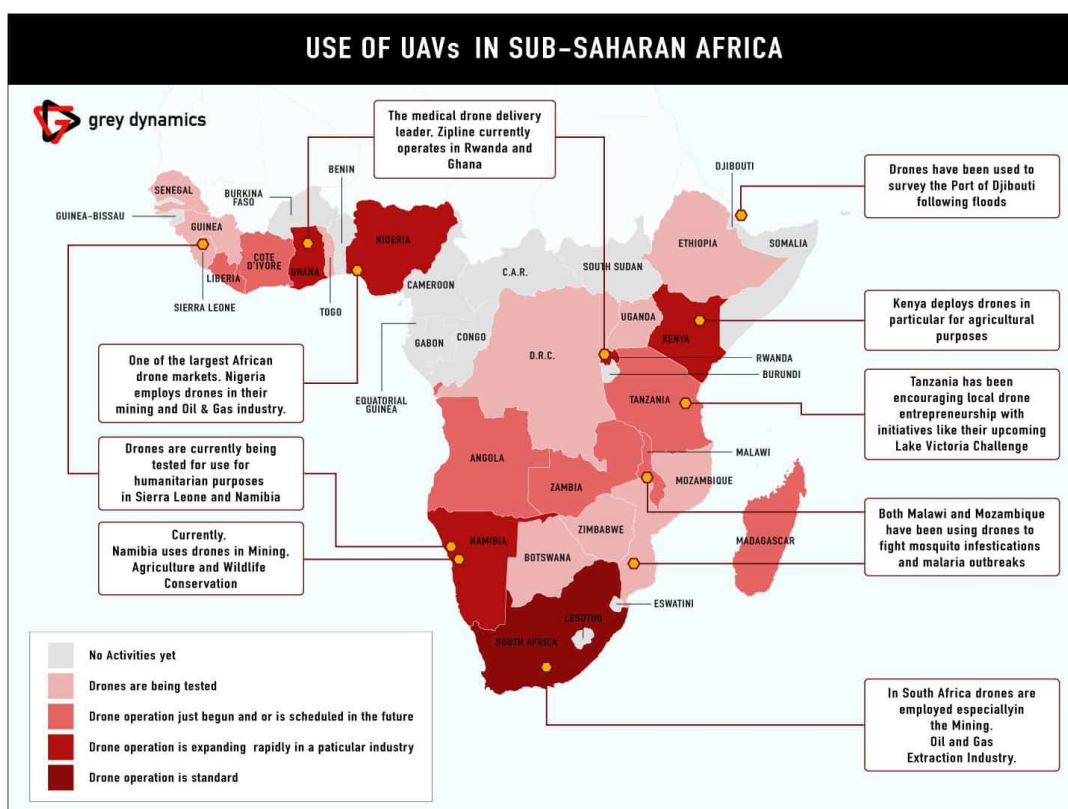 USE OF UAVs IN SUB-SAHARAN AFRICA
grey dynamics
The medical drone delivery
leader, Zipline currently
operates in Rwanda and
Ghana
Drones have been used to
survey the Port of Djibouti
following floods
Kenya deploys drones in
particular for agricultural
purposes
Tanzania has been
encouraging local drone
entrepreneurship with
initiatives like their upcoming
Lake Victoria Challenge
Both Malawi and Mozambique
have been using drones to
fight mosquito infestications
and malaria outbreaks
In South Africa drones are
employed especiallyin
the Mining.
Oil and Gas
Extraction Industry.
One of the largest African
drone markets. Nigeria
employs drones in their
mining and Oil & Gas industry.
Drones are currently being
tested for use for
humanitarian purposes
in Sierra Leone and Namibia
Currently,
Namibia uses drones in Mining,
Agriculture and Wildlife
Conservation
SENEGAL
GUINEA-BISSAU
GUINEA
SIERRA LEONE
LIBERIA
COTE
D'IVORE
BURKINA
FASO
GHANA
TOGO
BENIN
NIGERIA
CAMEROON
EQUATORIAL
GUINEA
GABON
CONGO
C.A.R.
SOUTH SUDAN
DJIBOUTI
ETHIOPIA
SOMALIA
UGANDA
KENYA
D.R.C.
RWANDA
BURUNDI
TANZANIA
ANGOLA
ZAMBIA
MALAWI
MOZAMBIQUE
ZIMBABWE
NAMIBIA
BOTSWANA
MADAGASCAR
ESWATINI
LESOTHO
SOUTH AFRICA
No Activities yet
Drones are being tested
Drone operation just begun and or is scheduled in the future
Drone operation is expanding rapidly in a paticular industry
Drone operation is standard